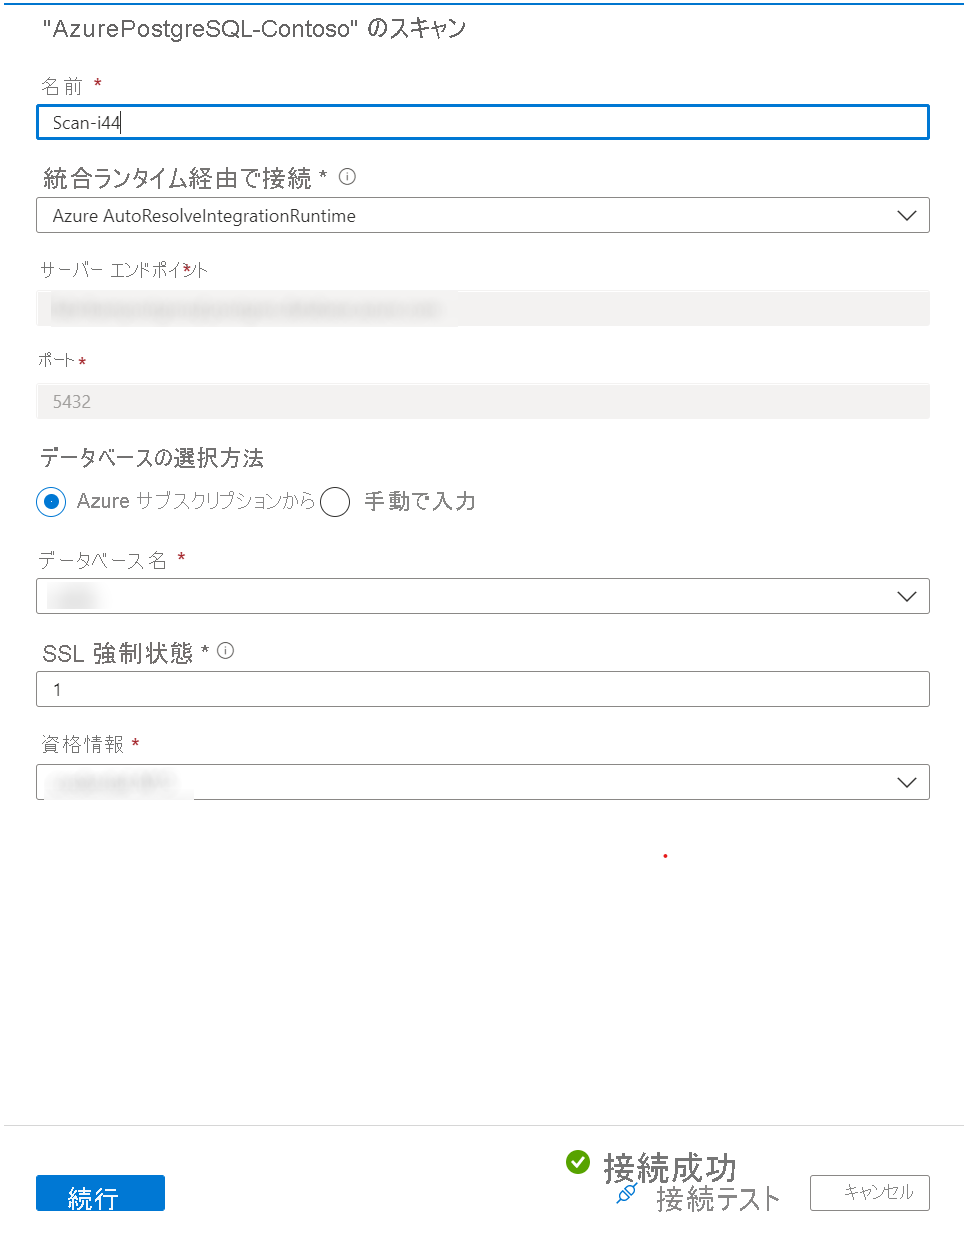 "AzurePostgreSQL-Contoso" のスキャン
名前 *
Scan-i44
統合ランタイム経由で接続 *
Azure AutoResolveIntegrationRuntime
サーバー エンドポイント*
ポート*
5432
データベースの選択方法
Azure サブスクリプションから 手動で入力
データベース名 *
SSL 強制状態 *
1
資格情報 *
接続成功
続行 接続テスト キャンセル